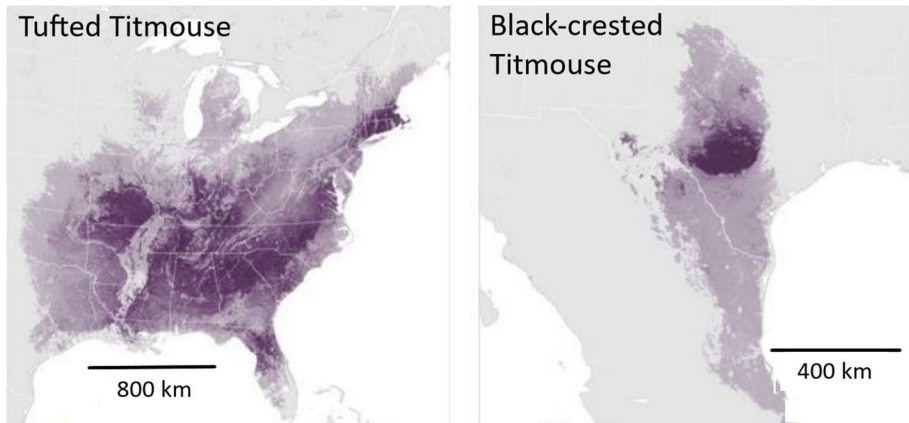 Tufted Titmouse
800 km
Black-crested
Titmouse
400 km